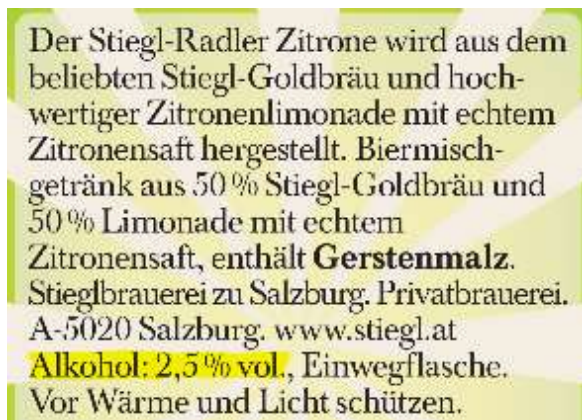 Der Stiegl-Radler Zitrone wird aus dem
beliebten Stiegl-Goldbräu und hoch-
wertiger Zitronenlimonade mit echtem
Zitronensaft hergestellt. Biermisch-
getränk aus 50 % Stiegl-Goldbräu und
50 % Limonade mit echtem
Zitronensaft, enthält Gerstenmalz.
Stieglbrauerei zu Salzburg. Privatbrauerei.
A-5020 Salzburg. www.stiegl.at
Alkohol: 2,5 % vol., Einwegflasche.
Vor Wärme und Licht schützen.